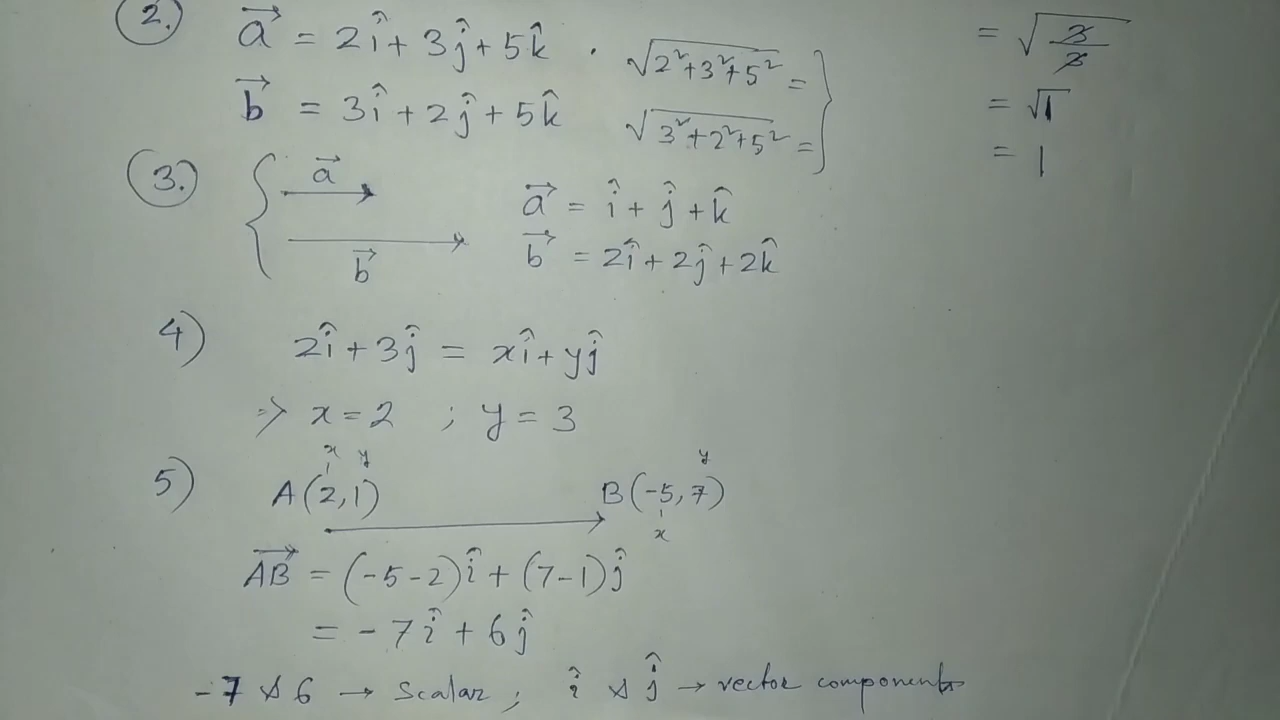 2. a⃗ = 2î + 3ĵ + 5k̂ . √(2² + 3² + 5²) =
b⃗ = 3î + 2ĵ + 5k̂ √(3² + 2² + 5²) =
= √(3/3)
= √1
= 1
3. a⃗ a⃗ = î + ĵ + k̂
b⃗ b⃗ = 2î + 2ĵ + 2k̂
4) 2î + 3ĵ = xî + yĵ
⇒ x = 2 ; y = 3
x y y
5) A(2,1) B(-5,7)
x
A͞B⃗ = (-5-2)î + (7-1)ĵ
= -7î + 6ĵ
-7 & 6 → Scalar ; î & ĵ → vector components